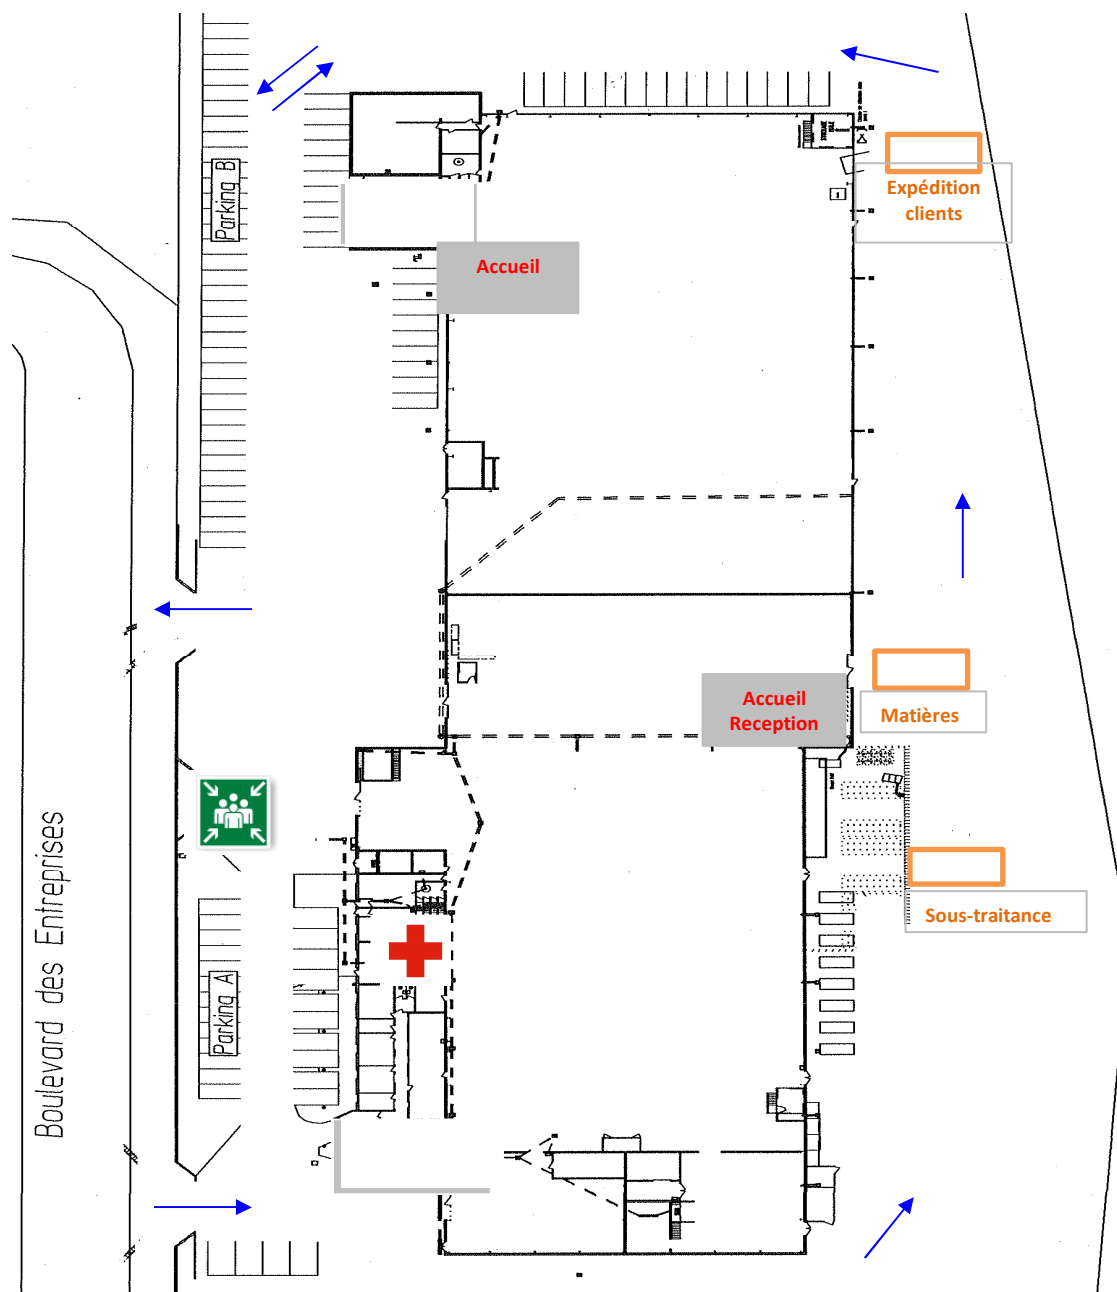 Parking B
Expédition
clients
Accueil
Accueil
Reception
Matières
Sous-traitance
Parking A
Boulevard des Entreprises